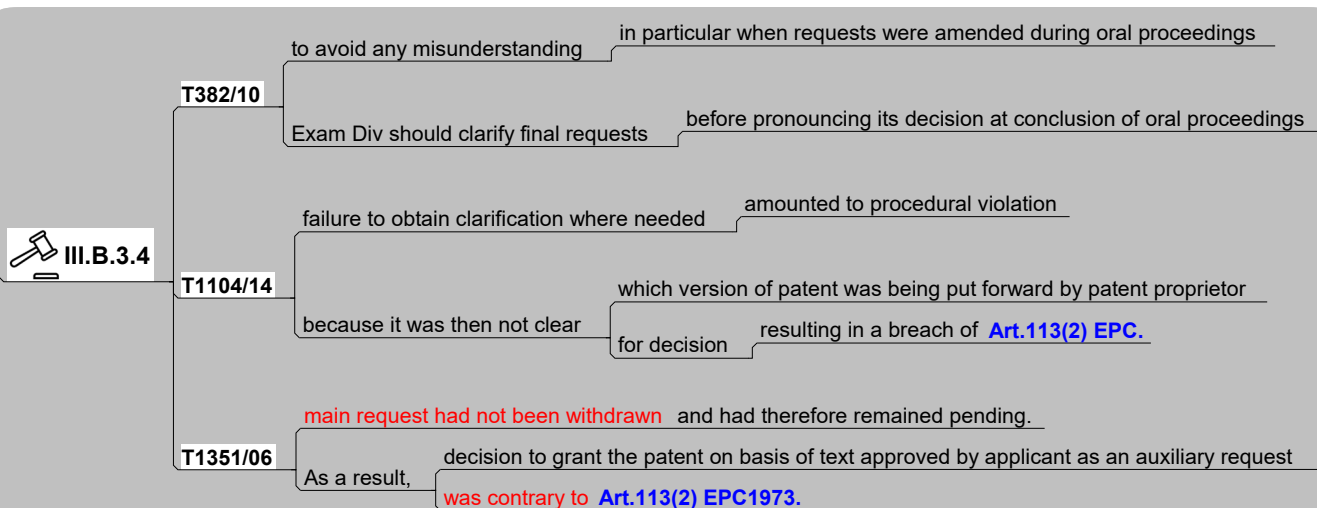 III.B.3.4
T382/10
to avoid any misunderstanding
in particular when requests were amended during oral proceedings
Exam Div should clarify final requests
before pronouncing its decision at conclusion of oral proceedings
T1104/14
failure to obtain clarification where needed
amounted to procedural violation
because it was then not clear
which version of patent was being put forward by patent proprietor
for decision
resulting in a breach of Art.113(2) EPC.
T1351/06
main request had not been withdrawn and had therefore remained pending.
As a result,
decision to grant the patent on basis of text approved by applicant as an auxiliary request
was contrary to Art.113(2) EPC1973.